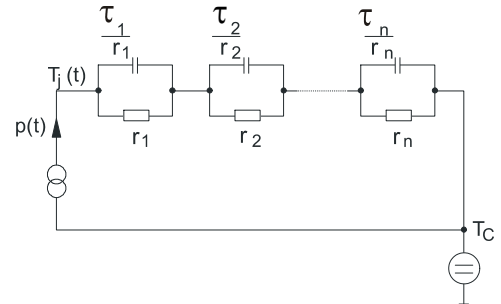 τ1/r1 τ2/r2 τn/rn
Tj(t)
r1 r2 rn
p(t)
TC